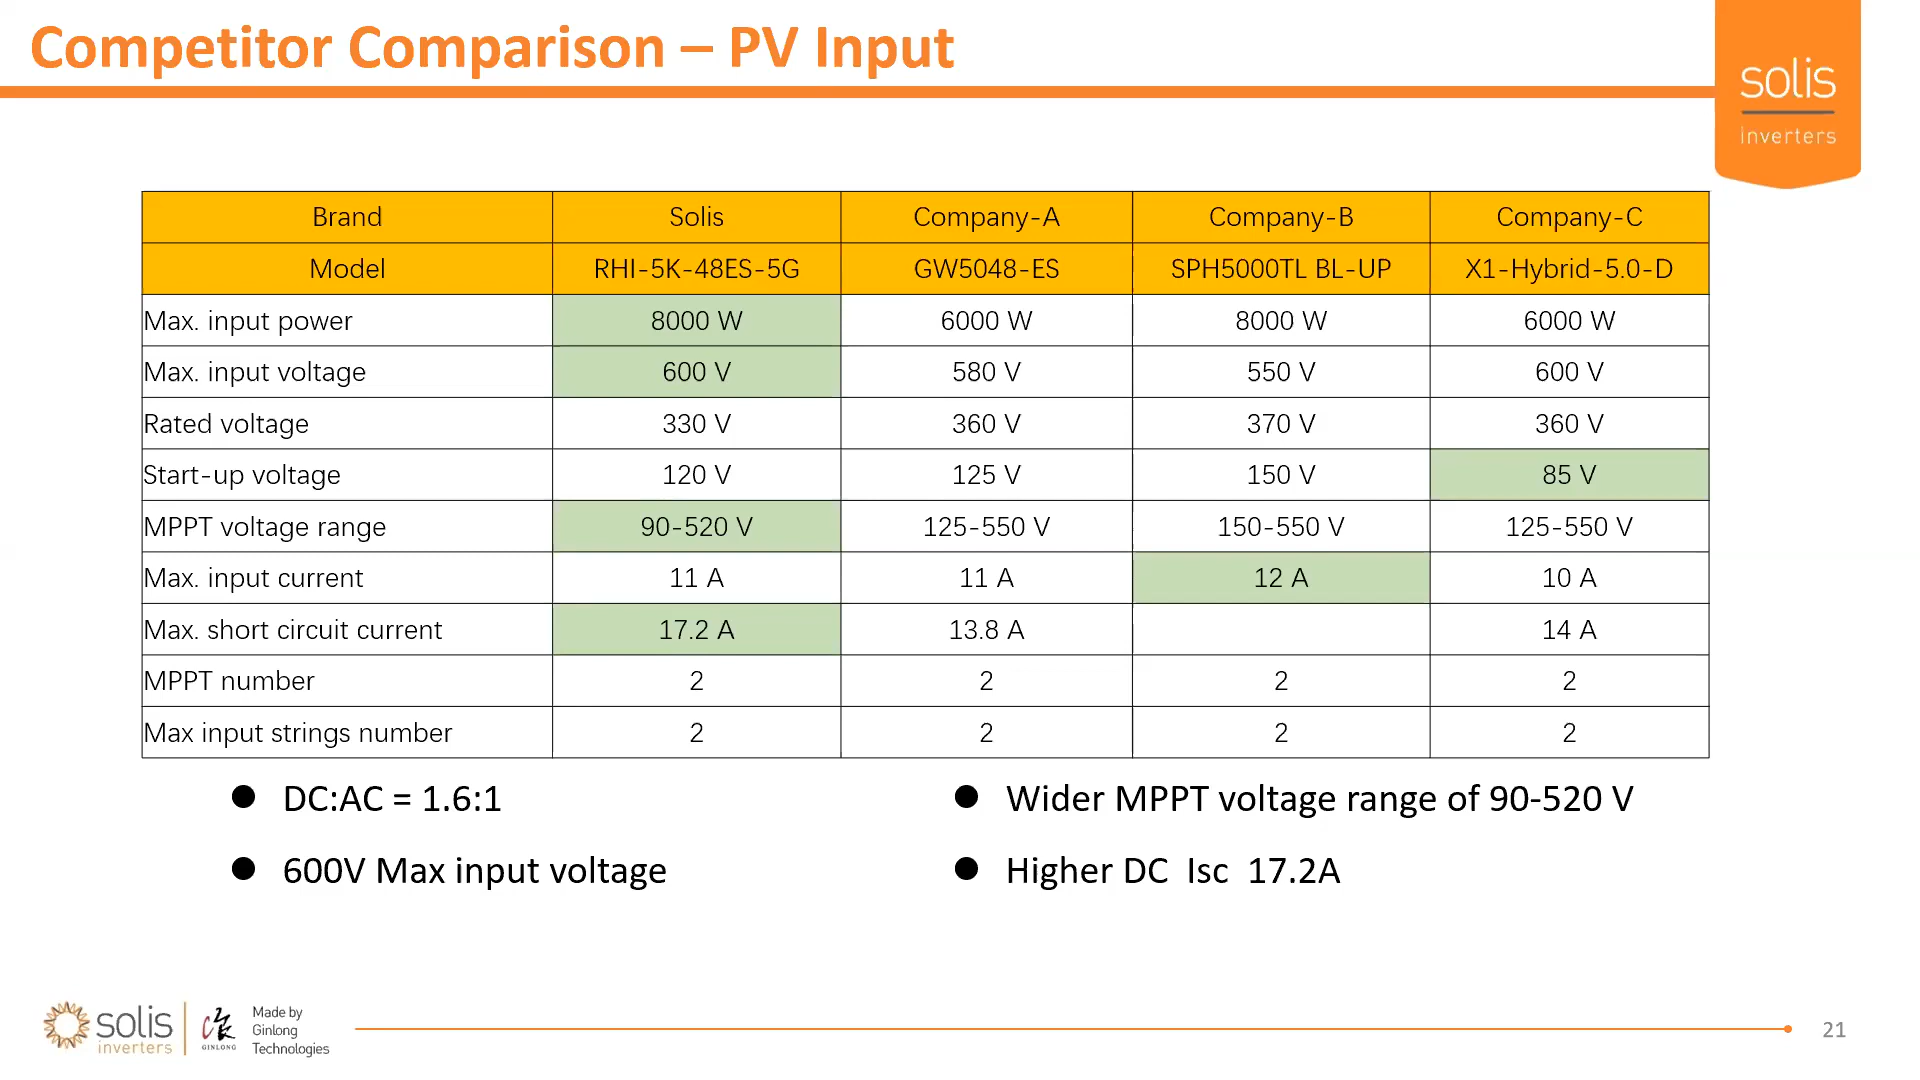 Competitor Comparison – PV Input
solis
inverters
Brand Solis Company-A Company-B Company-C
Model RHI-5K-48ES-5G GW5048-ES SPH5000TL BL-UP X1-Hybrid-5.0-D
Max. input power 8000 W 6000 W 8000 W 6000 W
Max. input voltage 600 V 580 V 550 V 600 V
Rated voltage 330 V 360 V 370 V 360 V
Start-up voltage 120 V 125 V 150 V 85 V
MPPT voltage range 90-520 V 125-550 V 150-550 V 125-550 V
Max. input current 11 A 11 A 12 A 10 A
Max. short circuit current 17.2 A 13.8 A 14 A
MPPT number 2 2 2 2
Max input strings number 2 2 2 2
● DC:AC = 1.6:1
● 600V Max input voltage
● Wider MPPT voltage range of 90-520 V
● Higher DC Isc 17.2A
solis
inverters
GINLONG
Made by
Ginlong
Technologies
21